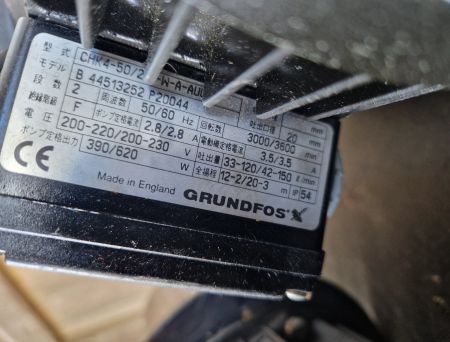 型式 CHK4-50/2 -W-A-AUU
モデル B 44513252 P20044 吐出口径 20 mm
段数 2 周波数 50/60 Hz 回転数 3000/3600 min
絶縁階級 F ポンプ定格電流 2.8/2.8 A 電動機定格電流 3.5/3.5 A
電圧 200-220/200-230 V 吐出量 33-120/42-150 ℓ/min
ポンプ定格出力 390/620 W 全揚程 12-2/20-3 m IP 54
CE Made in England GRUNDFOS